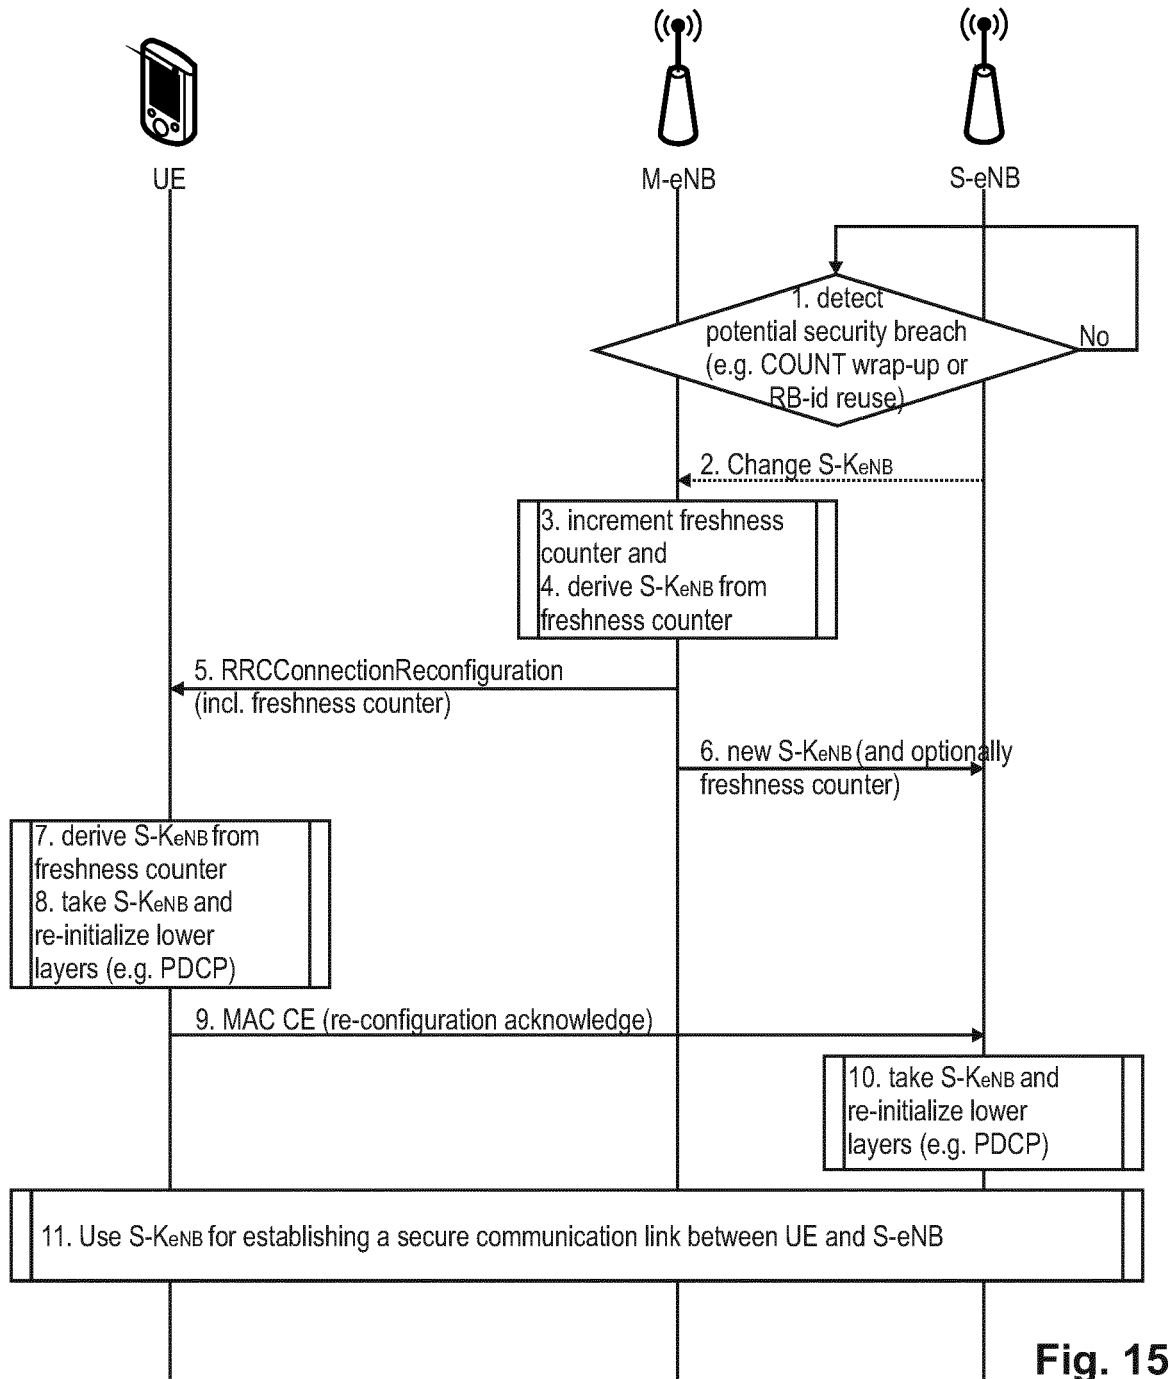 UE
M-eNB
S-eNB
1. detect
potential security breach
(e.g. COUNT wrap-up or
RB-id reuse)
No
2. Change S-KeNB
3. increment freshness
counter and
4. derive S-KeNB from
freshness counter
5. RRCConnectionReconfiguration
(incl. freshness counter)
6. new S-KeNB (and optionally
freshness counter)
7. derive S-KeNB from
freshness counter
8. take S-KeNB and
re-initialize lower
layers (e.g. PDCP)
9. MAC CE (re-configuration acknowledge)
10. take S-KeNB and
re-initialize lower
layers (e.g. PDCP)
11. Use S-KeNB for establishing a secure communication link between UE and S-eNB
Fig. 15